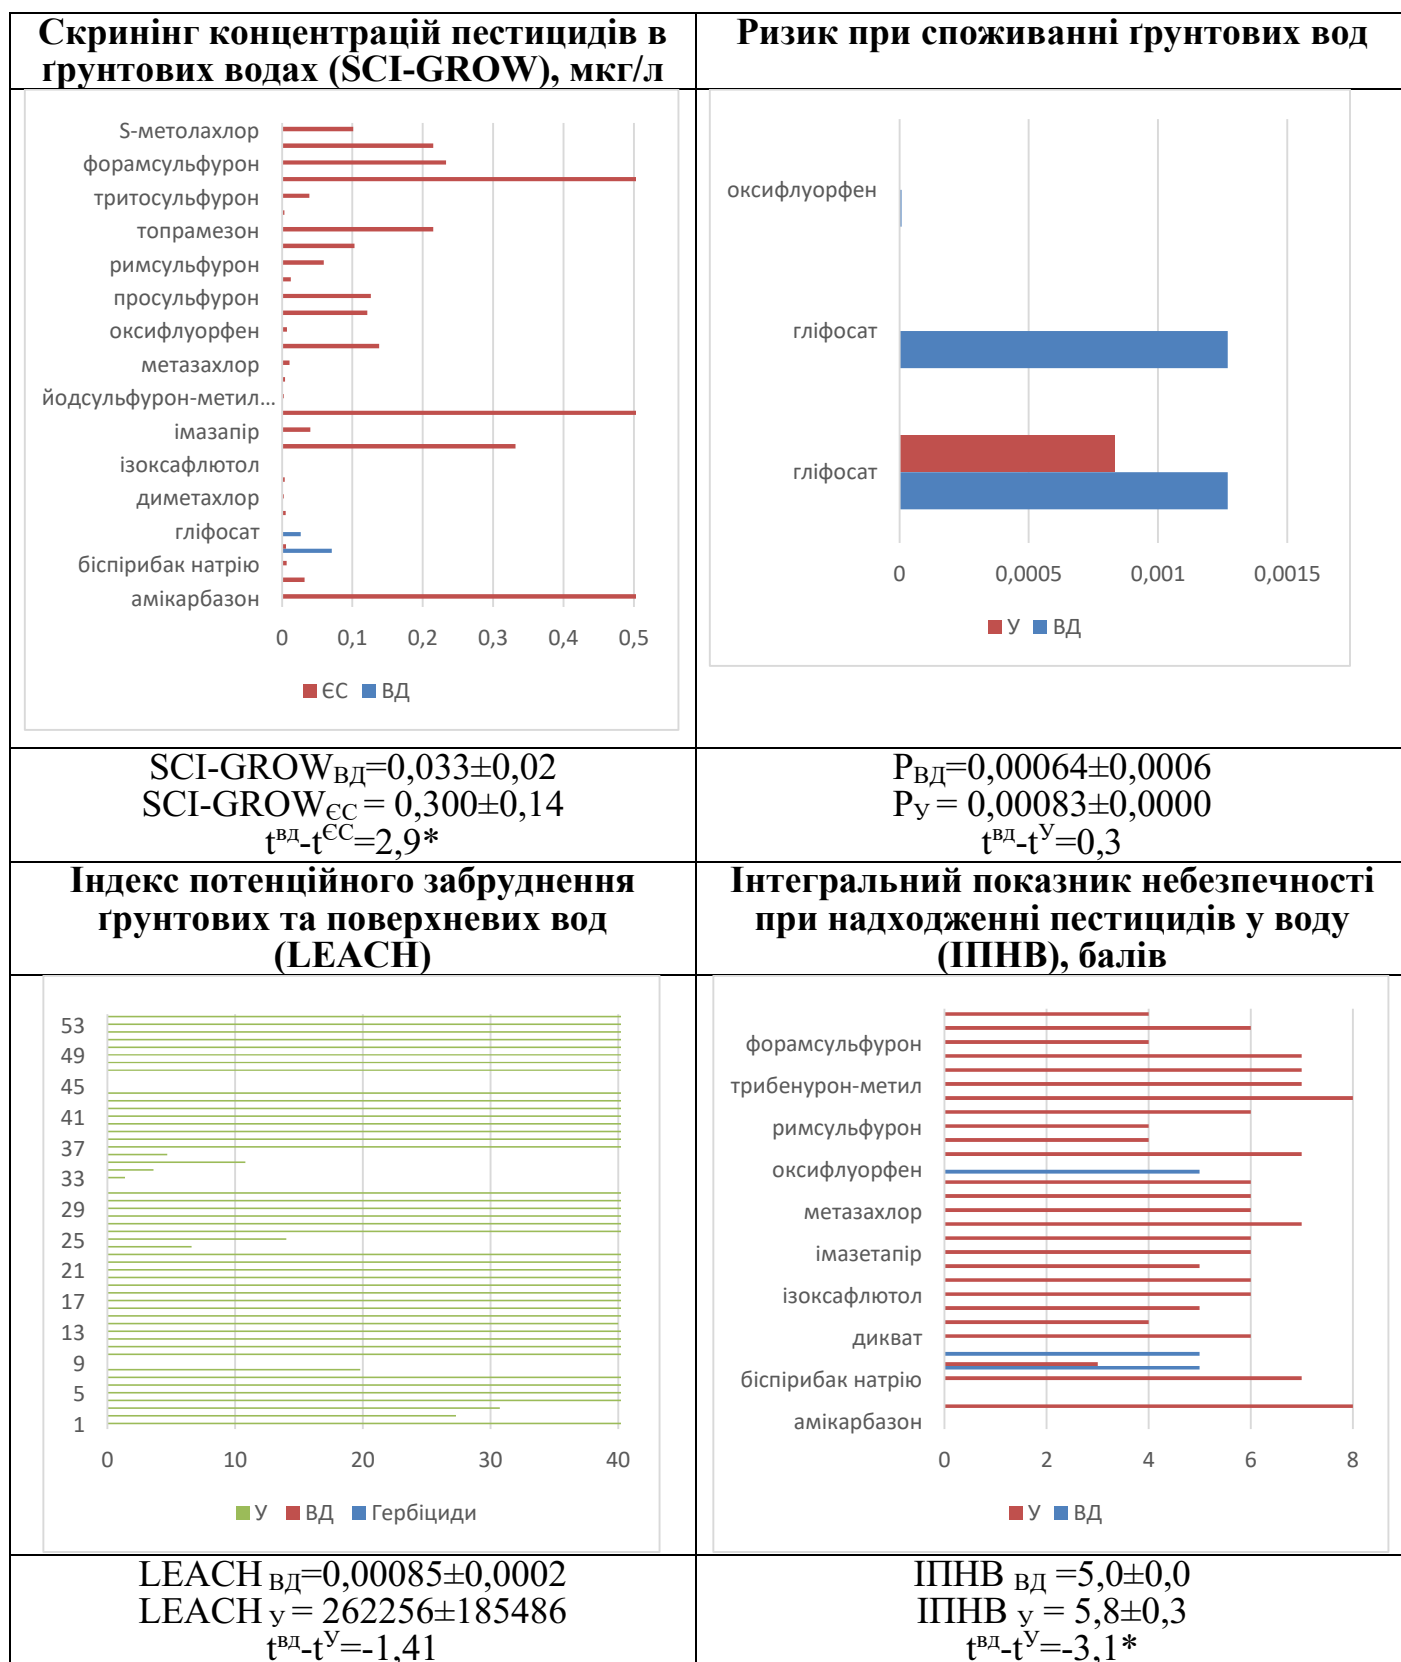 Скринінг концентрацій пестицидів в
ґрунтових водах (SCI-GROW), мкг/л
Ризик при споживанні ґрунтових вод
S-метолахлор
форамсульфурон
тритосульфурон
топрамезон
римсульфурон
просульфурон
оксифлуорфен
метазахлор
йодсульфурон-метил…
імазапір
ізоксафлютол
диметахлор
гліфосат
біспірибак натрію
амікарбазон
0 0,1 0,2 0,3 0,4 0,5
ЄС ВД
оксифлуорфен
гліфосат
гліфосат
0 0,0005 0,001 0,0015
У ВД
SCI-GROWВД=0,033±0,02
SCI-GROWЄС = 0,300±0,14
tвд-tЄС=2,9*
PВД=0,00064±0,0006
PУ = 0,00083±0,0000
tвд-tУ=0,3
Індекс потенційного забруднення
ґрунтових та поверхневих вод
(LEACH)
Інтегральний показник небезпечності
при надходженні пестицидів у воду
(ІПНВ), балів
53
49
45
41
37
33
29
25
21
17
13
9
5
1
0 10 20 30 40
У ВД Гербіциди
форамсульфурон
трибенурон-метил
римсульфурон
оксифлуорфен
метазахлор
імазетапір
ізоксафлютол
дикват
біспірибак натрію
амікарбазон
0 2 4 6 8
У ВД
LEACH ВД=0,00085±0,0002
LEACH У = 262256±185486
tвд-tУ=-1,41
ІПНВ ВД =5,0±0,0
ІПНВ У = 5,8±0,3
tвд-tУ=-3,1*